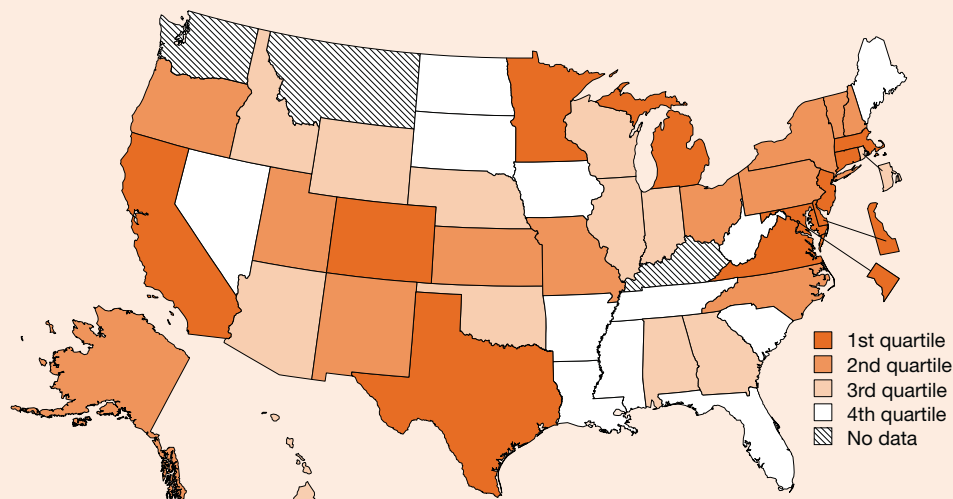 1st quartile
2nd quartile
3rd quartile
4th quartile
No data